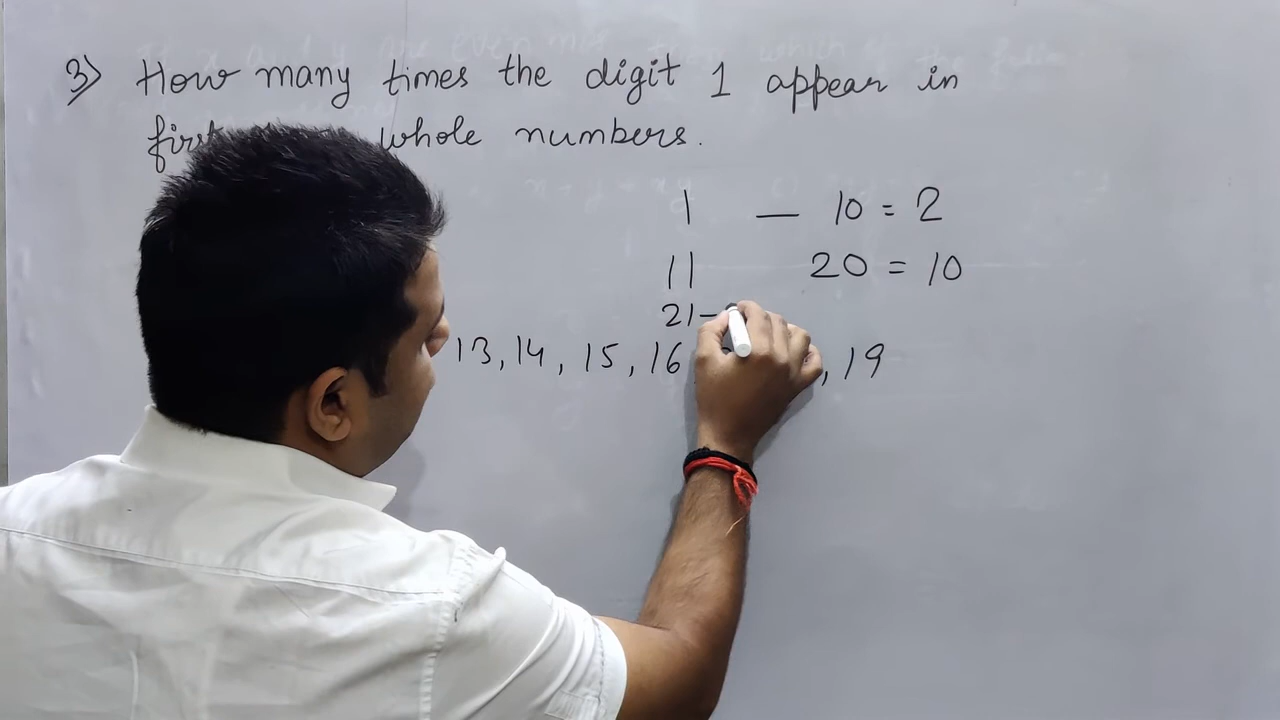 3) How many times the digit 1 appear in
first whole numbers.
1 — 10 = 2
11 20 = 10
21 —
13, 14, 15, 16 , 19